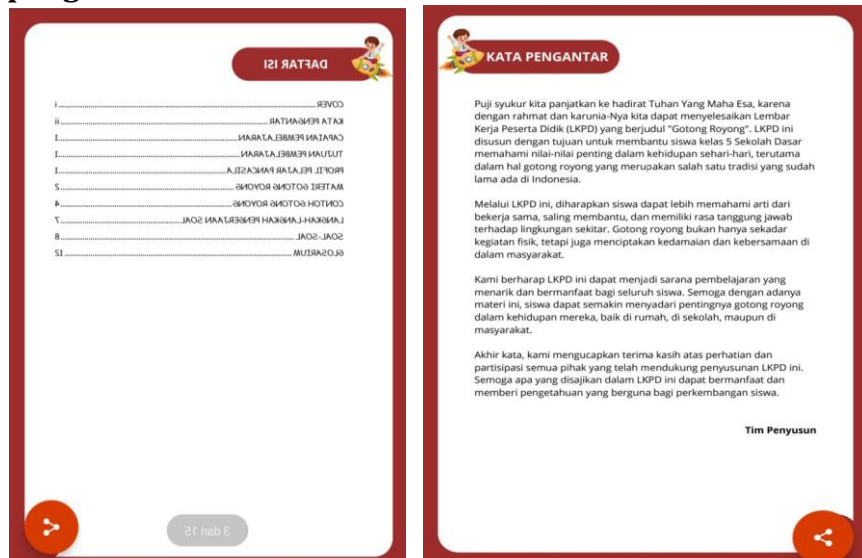 DAFTAR ISI
COVER i
KATA PENGANTAR ii
CAPAIAN PEMBELAJARAN 1
TUJUAN PEMBELAJARAN 1
PROFIL PELAJAR PANCASILA 1
MATERI GOTONG ROYONG 2
CONTOH GOTONG ROYONG 4
LANGKAH-LANGKAH PENGERJAAN SOAL 7
SOAL-SOAL 8
GLOSARIUM 12
3 dari 15
KATA PENGANTAR
Puji syukur kita panjatkan ke hadirat Tuhan Yang Maha Esa, karena
dengan rahmat dan karunia-Nya kita dapat menyelesaikan Lembar
Kerja Peserta Didik (LKPD) yang berjudul "Gotong Royong". LKPD ini
disusun dengan tujuan untuk membantu siswa kelas 5 Sekolah Dasar
memahami nilai-nilai penting dalam kehidupan sehari-hari, terutama
dalam hal gotong royong yang merupakan salah satu tradisi yang sudah
lama ada di Indonesia.
Melalui LKPD ini, diharapkan siswa dapat lebih memahami arti dari
bekerja sama, saling membantu, dan memiliki rasa tanggung jawab
terhadap lingkungan sekitar. Gotong royong bukan hanya sekadar
kegiatan fisik, tetapi juga menciptakan kedamaian dan kebersamaan di
dalam masyarakat.
Kami berharap LKPD ini dapat menjadi sarana pembelajaran yang
menarik dan bermanfaat bagi seluruh siswa. Semoga dengan adanya
materi ini, siswa dapat semakin menyadari pentingnya gotong royong
dalam kehidupan mereka, baik di rumah, di sekolah, maupun di
masyarakat.
Akhir kata, kami mengucapkan terima kasih atas perhatian dan
partisipasi semua pihak yang telah mendukung penyusunan LKPD ini.
Semoga apa yang disajikan dalam LKPD ini dapat bermanfaat dan
memberi pengetahuan yang berguna bagi perkembangan siswa.
Tim Penyusun